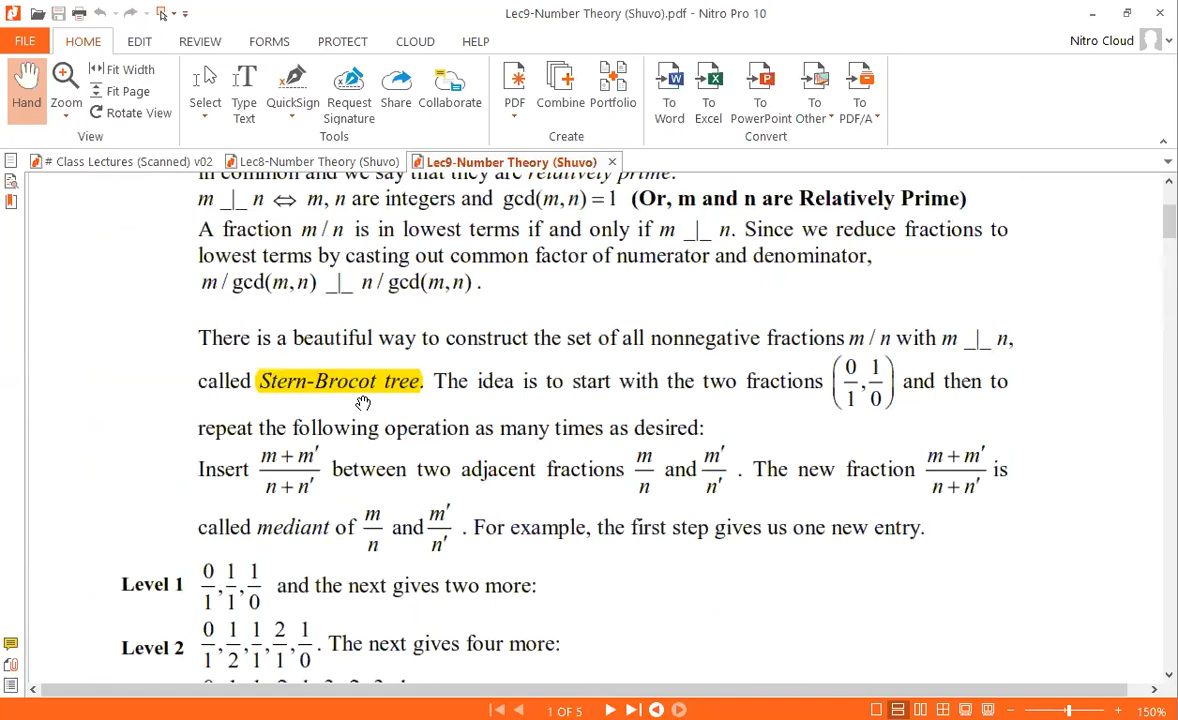 Lec9-Number Theory (Shuvo).pdf - Nitro Pro 10
FILE HOME EDIT REVIEW FORMS PROTECT CLOUD HELP Nitro Cloud
Hand Zoom Fit Width Fit Page Rotate View Select Type Text QuickSign Request Signature Share Collaborate PDF Combine Portfolio To Word To Excel To PowerPoint To Other To PDF/A
View Tools Create Convert
# Class Lectures (Scanned) v02 Lec8-Number Theory (Shuvo) Lec9-Number Theory (Shuvo)
in common and we say that they are relatively prime.
m _|_ n ⇔ m, n are integers and gcd(m,n) = 1 (Or, m and n are Relatively Prime)
A fraction m / n is in lowest terms if and only if m _|_ n. Since we reduce fractions to
lowest terms by casting out common factor of numerator and denominator,
m / gcd(m,n) _|_ n / gcd(m,n) .
There is a beautiful way to construct the set of all nonnegative fractions m / n with m _|_ n,
called Stern-Brocot tree. The idea is to start with the two fractions (0/1, 1/0) and then to
repeat the following operation as many times as desired:
Insert (m + m′)/(n + n′) between two adjacent fractions m/n and m′/n′ . The new fraction (m + m′)/(n + n′) is
called mediant of m/n and m′/n′ . For example, the first step gives us one new entry.
Level 1 0/1, 1/1, 1/0 and the next gives two more:
Level 2 0/1, 1/2, 1/1, 2/1, 1/0 . The next gives four more:
1 OF 5 150%